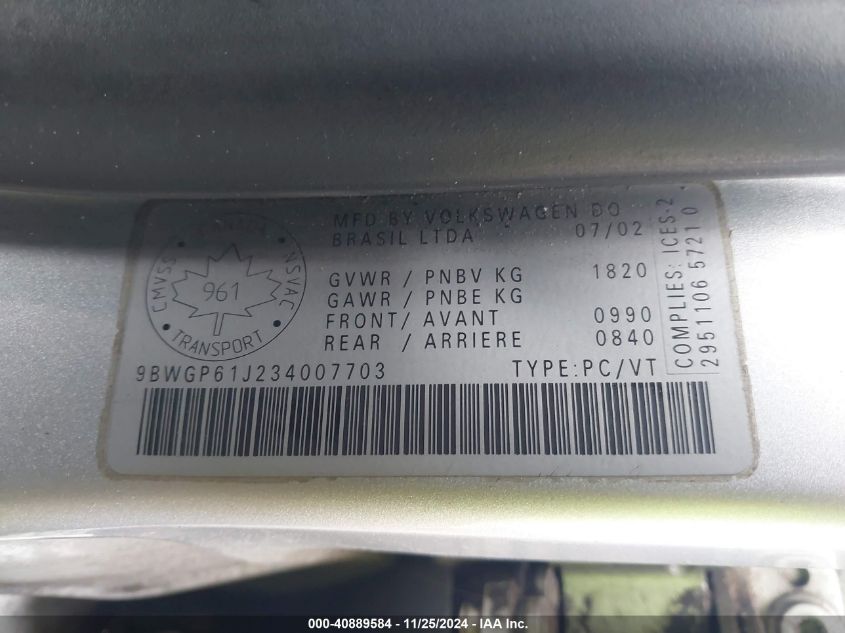 MFD BY VOLKSWAGEN DO
BRASIL LTDA 07/02
CANADA
CMVSS
NSVAC
961
TRANSPORT
GVWR / PNBV KG 1820
GAWR / PNBE KG
FRONT/ AVANT 0990
REAR / ARRIERE 0840
COMPLIES: ICES-2
2951106 57210
9BWGP61J234007703 TYPE:PC/VT
000-40889584 - 11/25/2024 - IAA Inc.